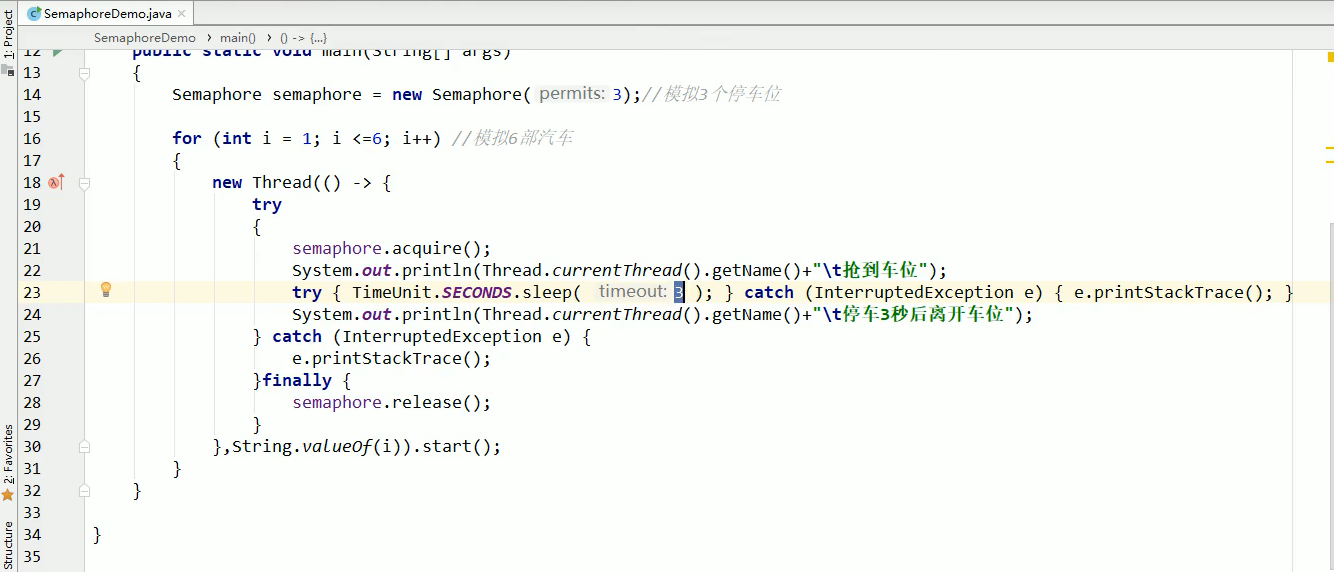 SemaphoreDemo.java
SemaphoreDemo > main() > () -> {...}
1: Project
2: Favorites
Structure
12 public static void main(String[] args)
13 {
14 Semaphore semaphore = new Semaphore( permits: 3);//模拟3个停车位
15
16 for (int i = 1; i <=6; i++) //模拟6部汽车
17 {
18 new Thread(() -> {
19 try
20 {
21 semaphore.acquire();
22 System.out.println(Thread.currentThread().getName()+"\t抢到车位");
23 try { TimeUnit.SECONDS.sleep( timeout: 3 ); } catch (InterruptedException e) { e.printStackTrace(); }
24 System.out.println(Thread.currentThread().getName()+"\t停车3秒后离开车位");
25 } catch (InterruptedException e) {
26 e.printStackTrace();
27 }finally {
28 semaphore.release();
29 }
30 },String.valueOf(i)).start();
31 }
32 }
33
34 }
35